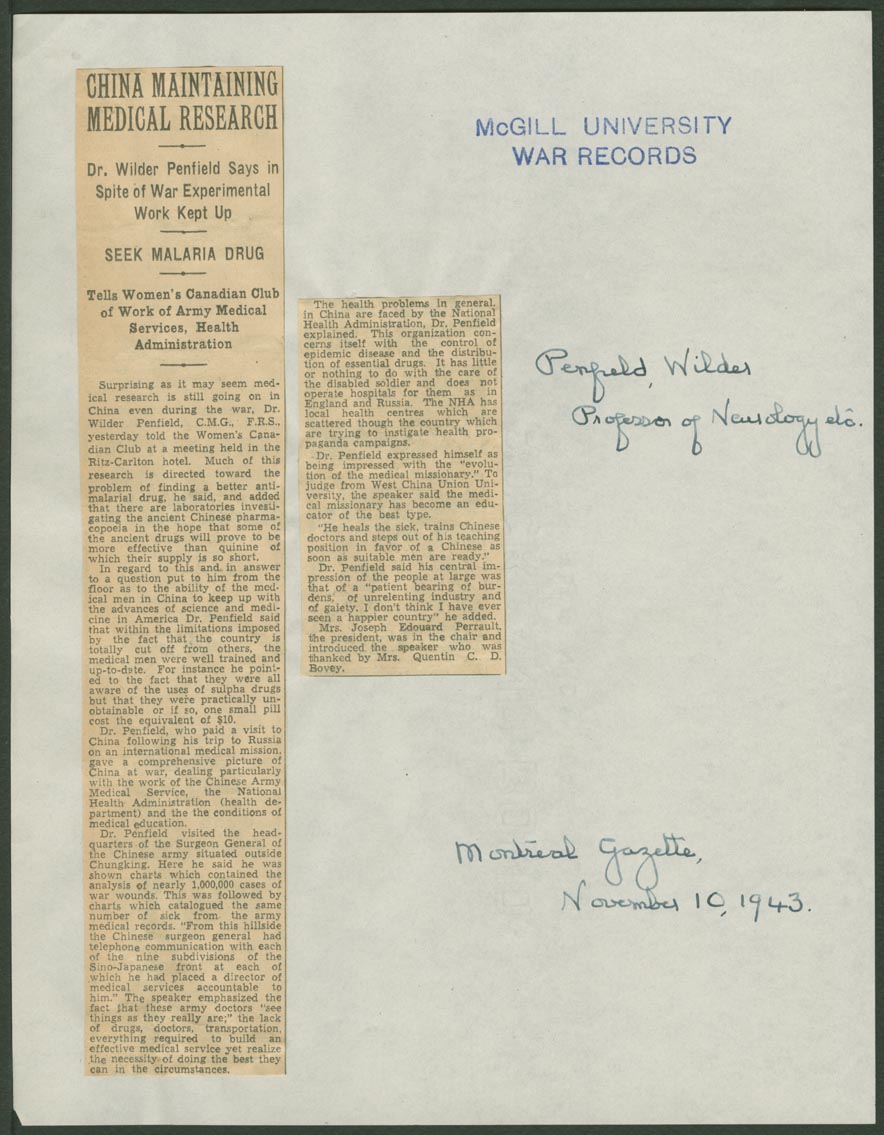 CHINA MAINTAINING
MEDICAL RESEARCH
Dr. Wilder Penfield Says in
Spite of War Experimental
Work Kept Up
SEEK MALARIA DRUG
Tells Women's Canadian Club
of Work of Army Medical
Services, Health
Administration
Surprising as it may seem med-
ical research is still going on in
China even during the war, Dr.
Wilder Penfield, C.M.G., F.R.S.,
yesterday told the Women's Cana-
dian Club at a meeting held in the
Ritz-Carlton hotel. Much of this
research is directed toward the
problem of finding a better anti-
malarial drug, he said, and added
that there are laboratories investi-
gating the ancient Chinese pharma-
copoeia in the hope that some of
the ancient drugs will prove to be
more effective than quinine of
which their supply is so short.
In regard to this and, in answer
to a question put to him from the
floor as to the ability of the med-
ical men in China to keep up with
the advances of science and medi-
cine in America Dr. Penfield said
that within the limitations imposed
by the fact that the country is
totally cut off from others, the
medical men were well trained and
up-to-date. For instance he point-
ed to the fact that they were all
aware of the uses of sulpha drugs
but that they were practically un-
obtainable or if so, one small pill
cost the equivalent of $10.
Dr. Penfield, who paid a visit to
China following his trip to Russia
on an international medical mission,
gave a comprehensive picture of
China at war, dealing particularly
with the work of the Chinese Army
Medical Service, the National
Health Administration (health de-
partment) and the the conditions of
medical education.
Dr. Penfield visited the head-
quarters of the Surgeon General of
the Chinese army situated outside
Chungking. Here he said he was
shown charts which contained the
analysis of nearly 1,000,000 cases of
war wounds. This was followed by
charts which catalogued the same
number of sick from the army
medical records. "From this hillside
the Chinese surgeon general had
telephone communication with each
of the nine subdivisions of the
Sino-Japanese front at each of
which he had placed a director of
medical services accountable to
him." The speaker emphasized the
fact that these army doctors "see
things as they really are;" the lack
of drugs, doctors, transportation,
everything required to build an
effective medical service yet realize
the necessity of doing the best they
can in the circumstances.
The health problems in general,
in China are faced by the National
Health Administration, Dr. Penfield
explained. This organization con-
cerns itself with the control of
epidemic disease and the distribu-
tion of essential drugs. It has little
or nothing to do with the care of
the disabled soldier and does not
operate hospitals for them as in
England and Russia. The NHA has
local health centres which are
scattered though the country which
are trying to instigate health pro-
paganda campaigns.
Dr. Penfield expressed himself as
being impressed with the "evolu-
tion of the medical missionary." To
judge from West China Union Uni-
versity, the speaker said the medi-
cal missionary has become an edu-
cator of the best type.
"He heals the sick, trains Chinese
doctors and steps out of his teaching
position in favor of a Chinese as
soon as suitable men are ready."
Dr. Penfield said his central im-
pression of the people at large was
that of a "patient bearing of bur-
dens, of unrelenting industry and
of gaiety. I don't think I have ever
seen a happier country" he added.
Mrs. Joseph Edouard Perrault,
the president, was in the chair and
introduced the speaker who was
thanked by Mrs. Quentin C. D.
Bovey.
McGILL UNIVERSITY
WAR RECORDS
Penfield, Wilder
Professor of Neurology etc.
Montreal Gazette,
November 10, 1943.